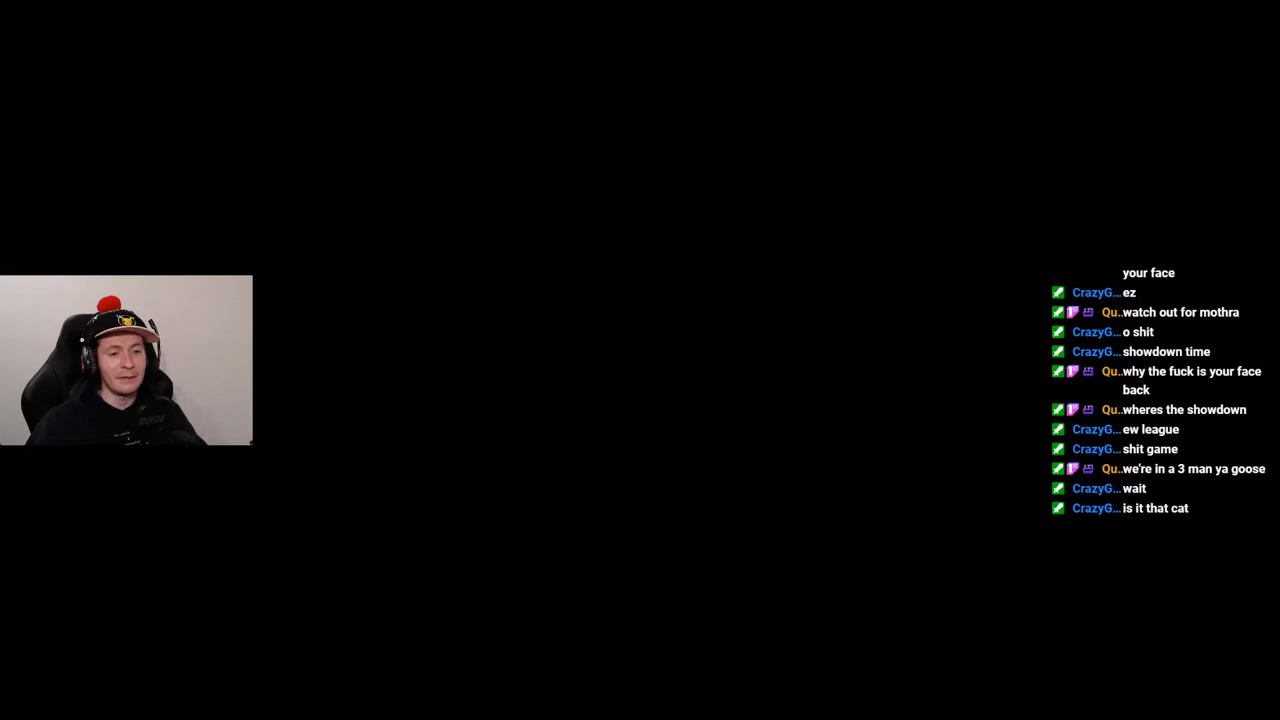 your face
CrazyG...ez
Qu..watch out for mothra
CrazyG...o shit
CrazyG...showdown time
Qu..why the fuck is your face
back
Qu..wheres the showdown
CrazyG...ew league
CrazyG...shit game
Qu..we're in a 3 man ya goose
CrazyG...wait
CrazyG...is it that cat